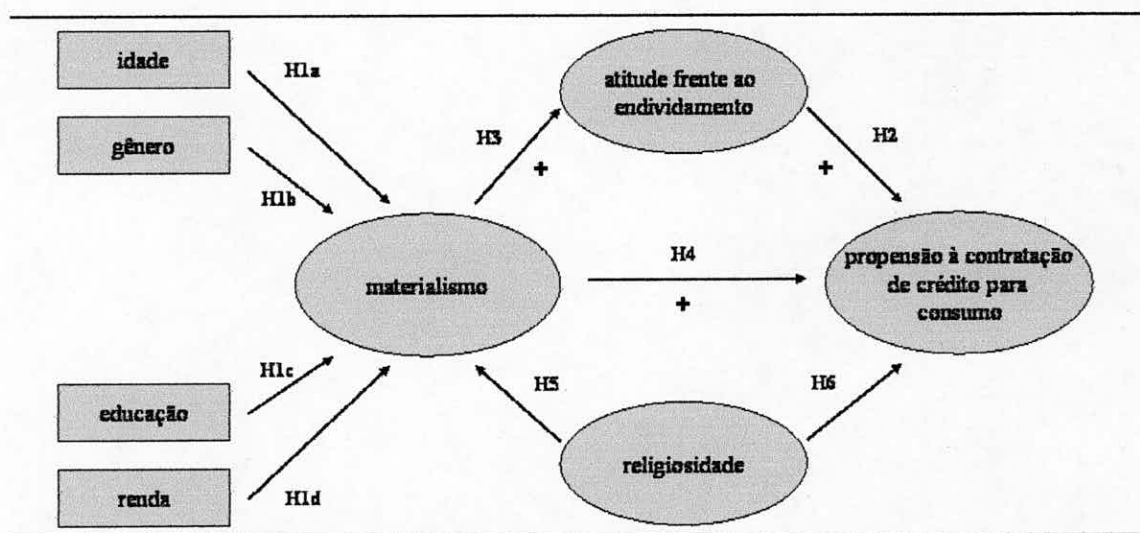 idade
H1a
gênero
H1b
atitude frente ao
endividamento
H3
+
H2
+
materialismo
H4
+
propensão à contratação
de crédito para
consumo
educação
H1c
renda
H1d
H5
religiosidade
H6